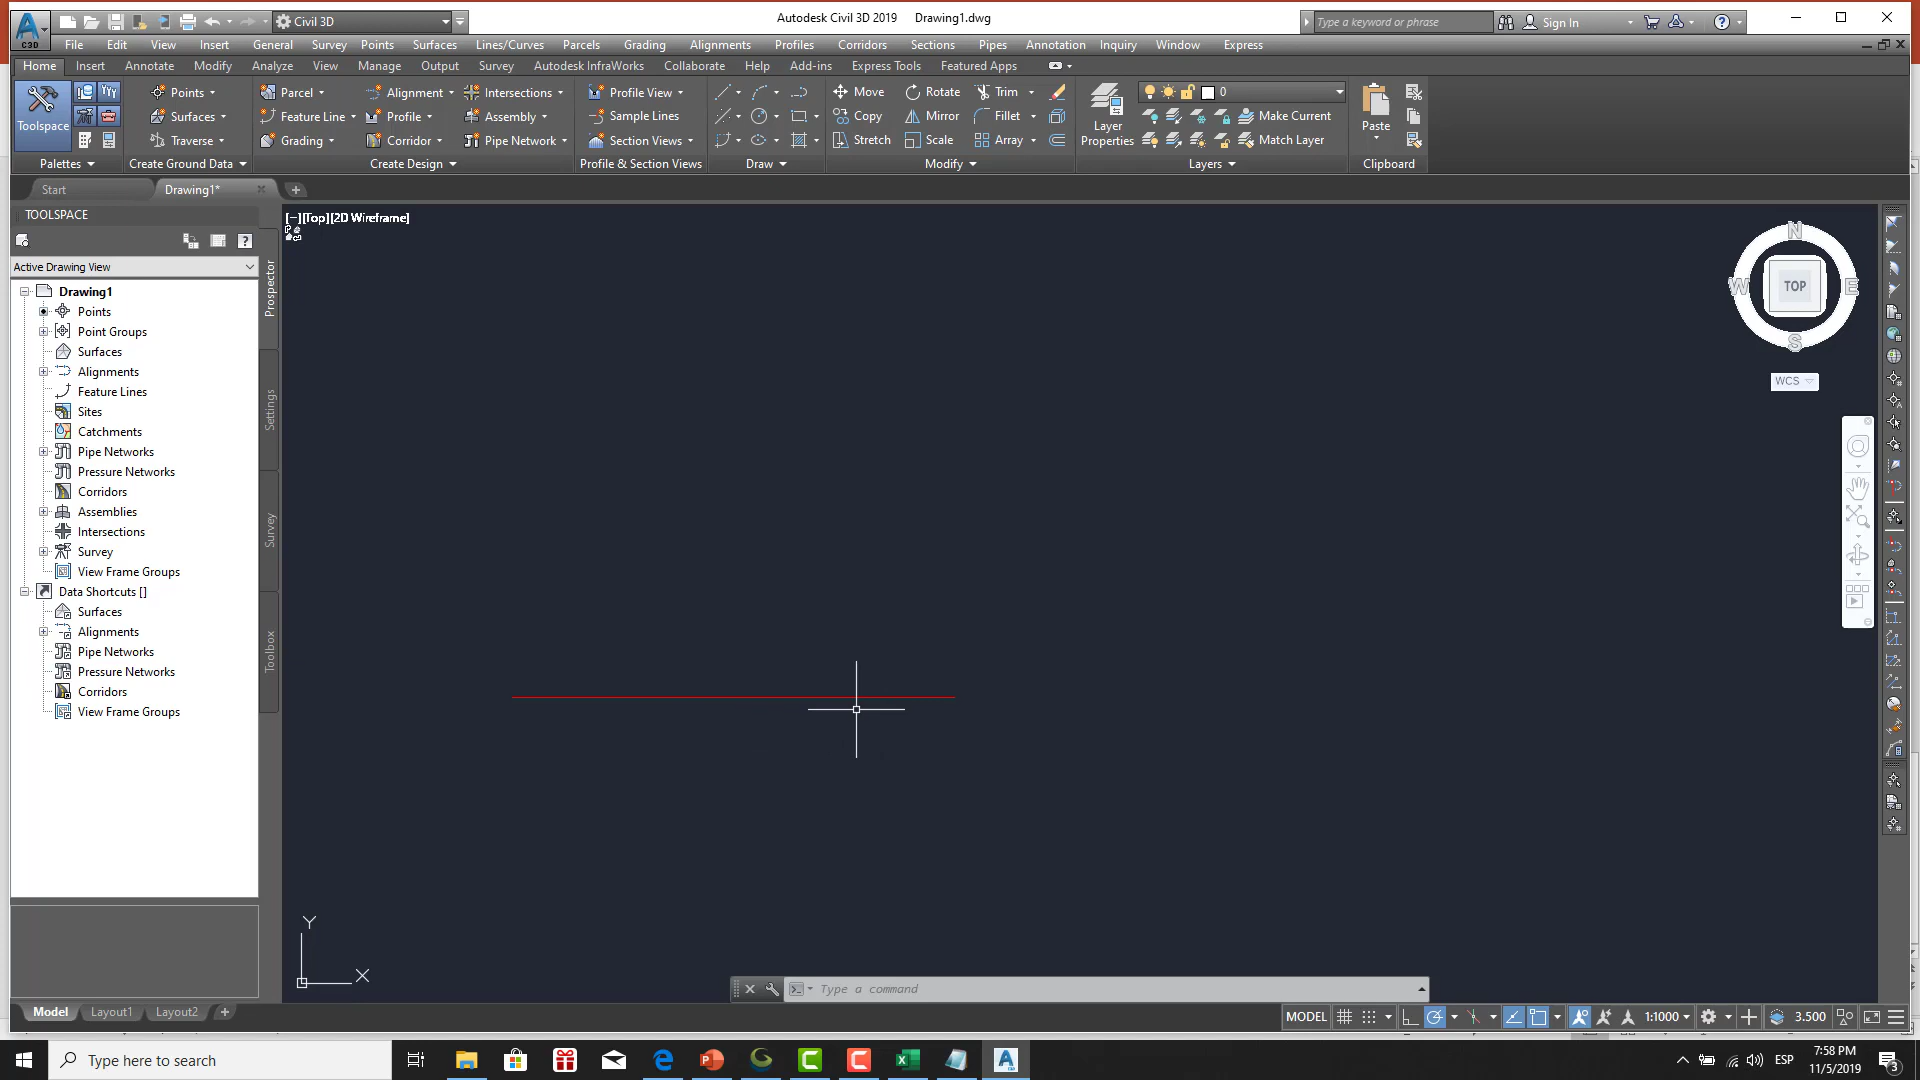 Civil 3D
Autodesk Civil 3D 2019 Drawing1.dwg
Type a keyword or phrase
Sign In
C3D
File Edit View Insert General Survey Points Surfaces Lines/Curves Parcels Grading Alignments Profiles Corridors Sections Pipes Annotation Inquiry Window Express
Home Insert Annotate Modify Analyze View Manage Output Survey Autodesk InfraWorks Collaborate Help Add-ins Express Tools Featured Apps
Points Parcel Alignment Intersections Profile View Move Rotate Trim 0
Toolspace Surfaces Feature Line Profile Assembly Sample Lines Copy Mirror Fillet Layer Properties Make Current Paste
Traverse Grading Corridor Pipe Network Section Views Stretch Scale Array Match Layer
Palettes Create Ground Data Create Design Profile & Section Views Draw Modify Layers Clipboard
Start Drawing1*
TOOLSPACE
[−][Top][2D Wireframe]
Active Drawing View
Drawing1
Points
Point Groups
Surfaces
Alignments
Feature Lines
Sites
Catchments
Pipe Networks
Pressure Networks
Corridors
Assemblies
Intersections
Survey
View Frame Groups
Data Shortcuts []
Surfaces
Alignments
Pipe Networks
Pressure Networks
Corridors
View Frame Groups
Prospector
Settings
Survey
Toolbox
N
W TOP E
S
WCS
Y
X
Type a command
Model Layout1 Layout2
MODEL 1:1000 3.500
Type here to search
ESP
7:58 PM
11/5/2019
3